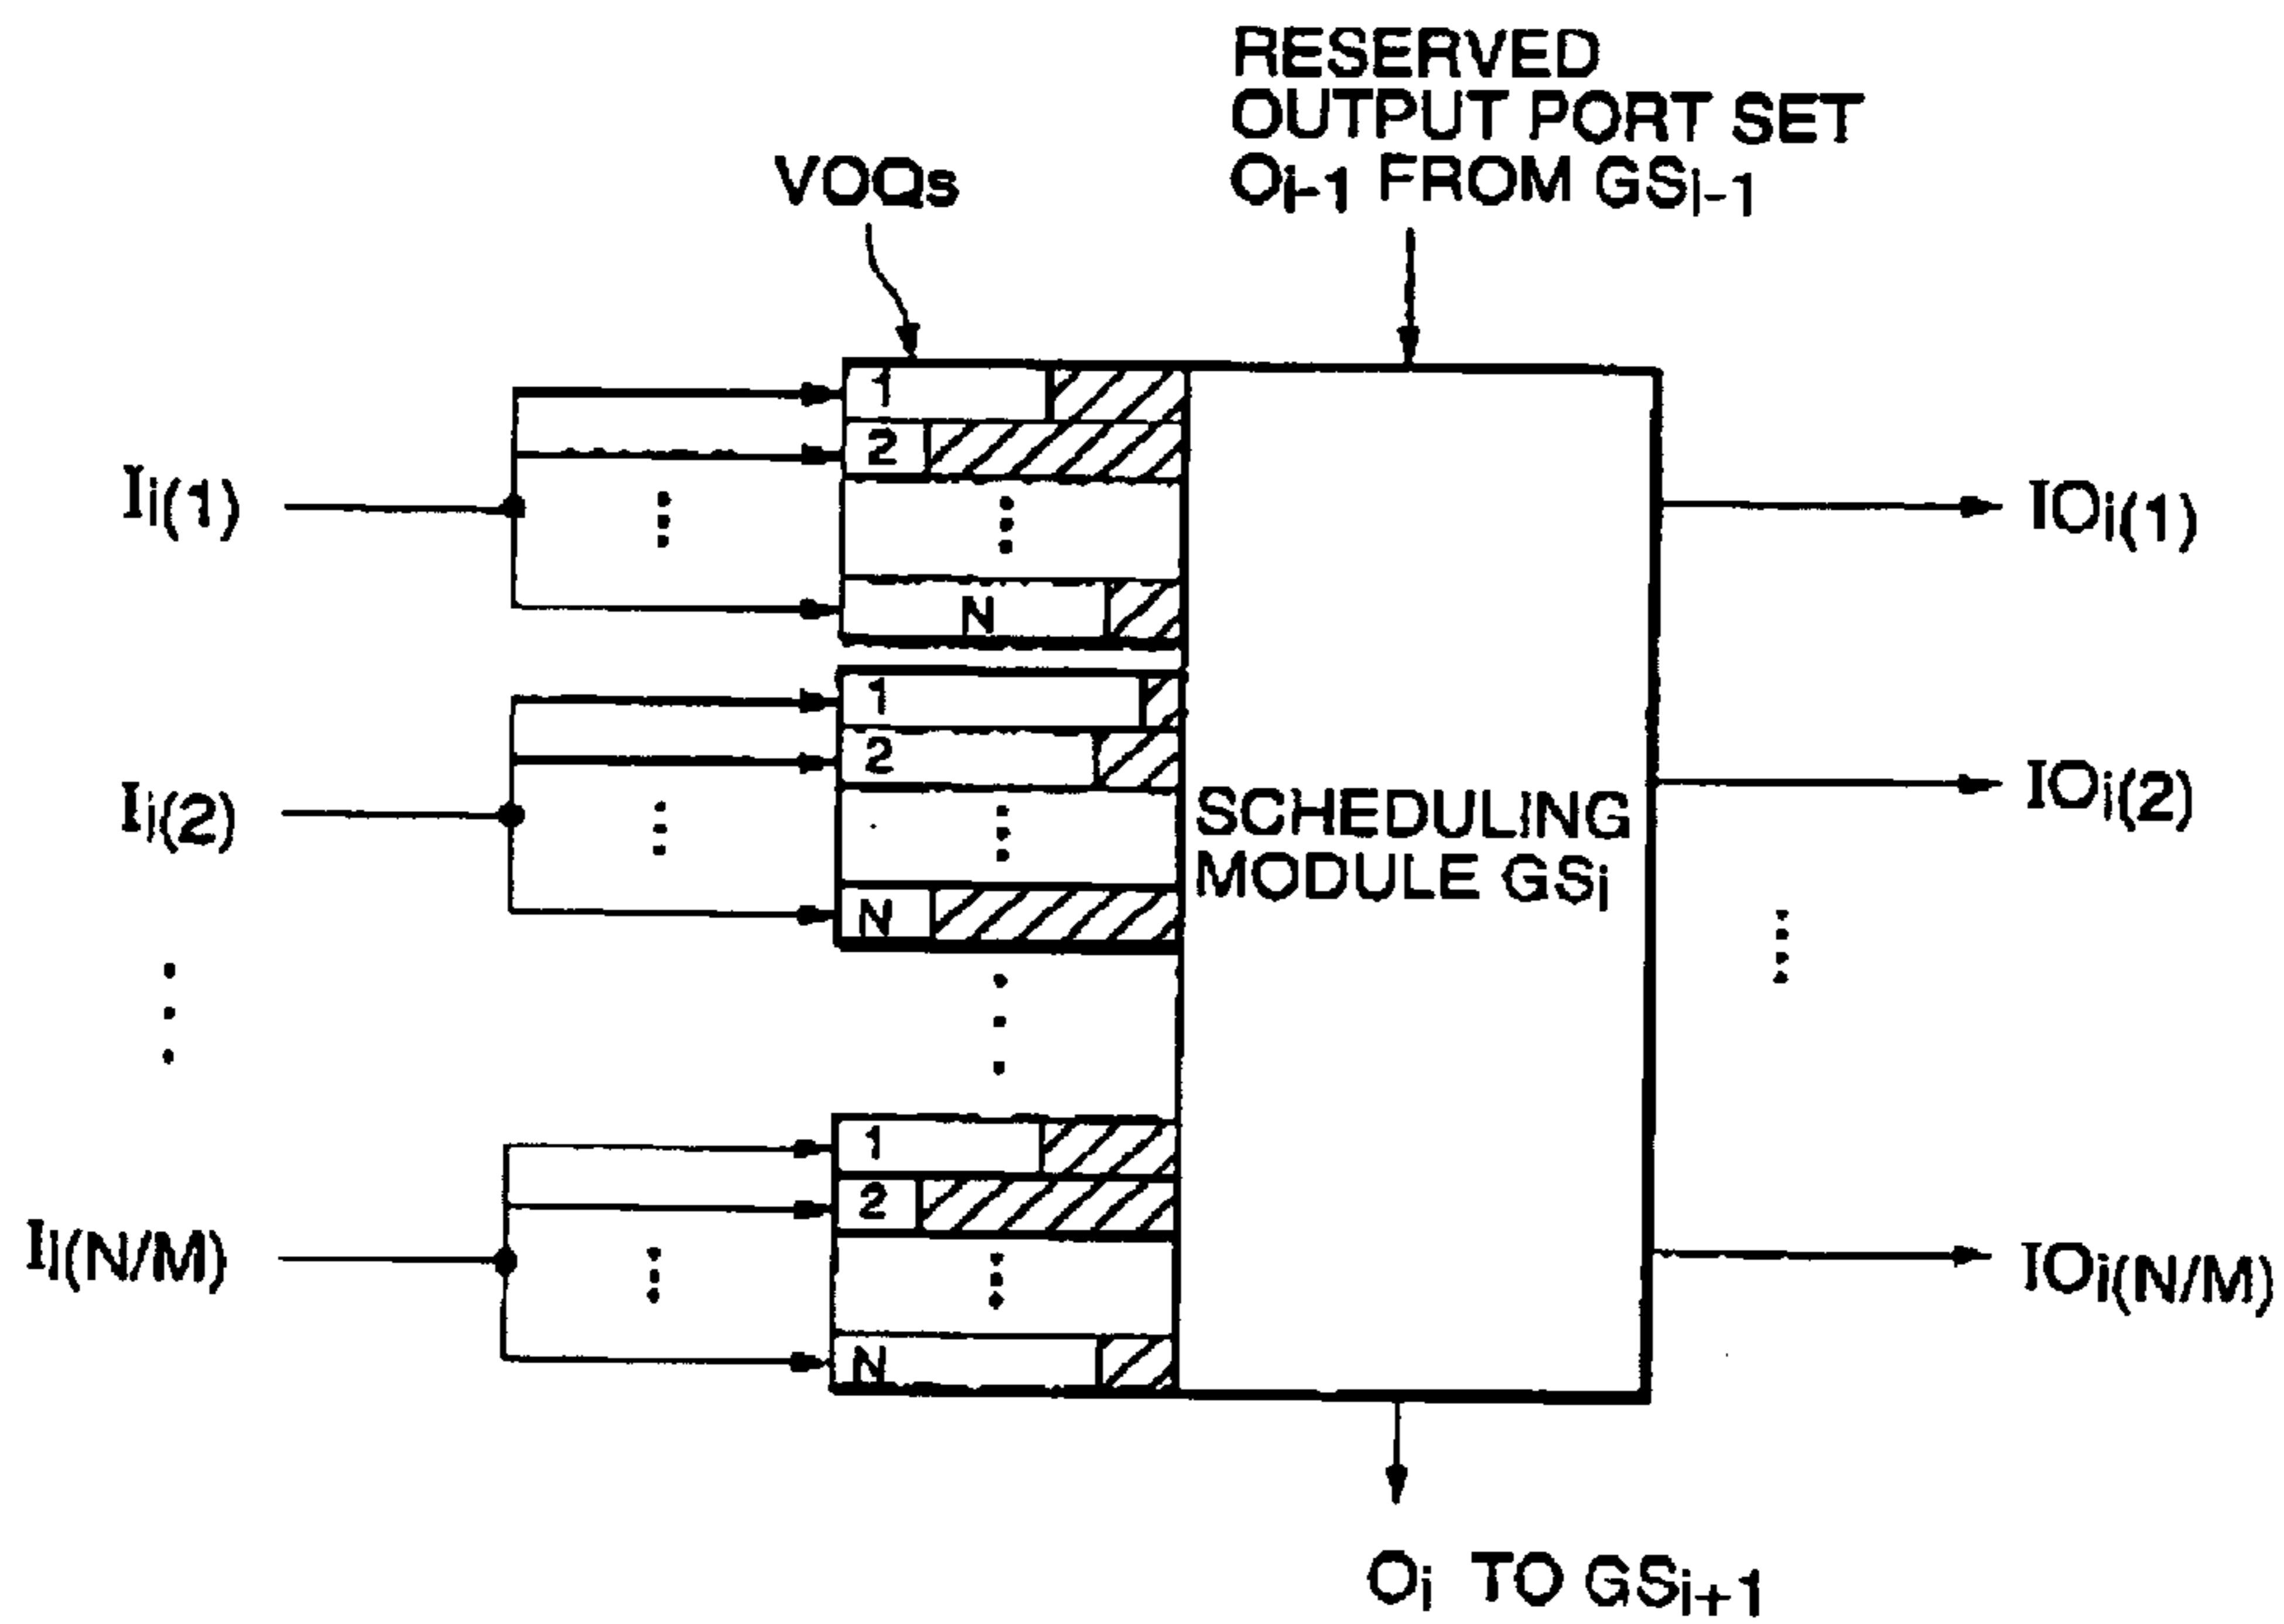 RESERVED
OUTPUT PORT SET
Oi-1 FROM GSi-1
VOQs
1
2
N
Ii(1)
IOi(1)
1
2
N
Ii(2)
IOi(2)
SCHEDULING
MODULE GSi
1
2
N
Ii(N/M)
IOi(N/M)
Oi TO GSi+1